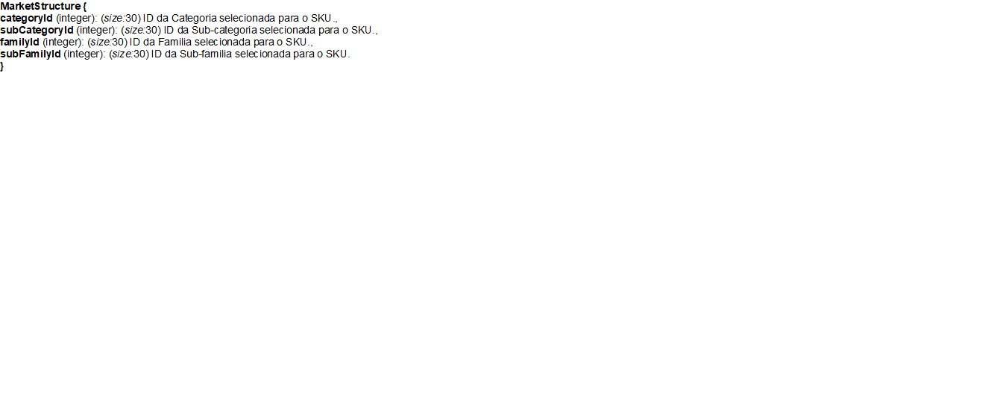 MarketStructure {
categoryId (integer): (size:30) ID da Categoria selecionada para o SKU.,
subCategoryId (integer): (size:30) ID da Sub-categoria selecionada para o SKU.,
familyId (integer): (size:30) ID da Familia selecionada para o SKU.,
subFamilyId (integer): (size:30) ID da Sub-familia selecionada para o SKU.
}